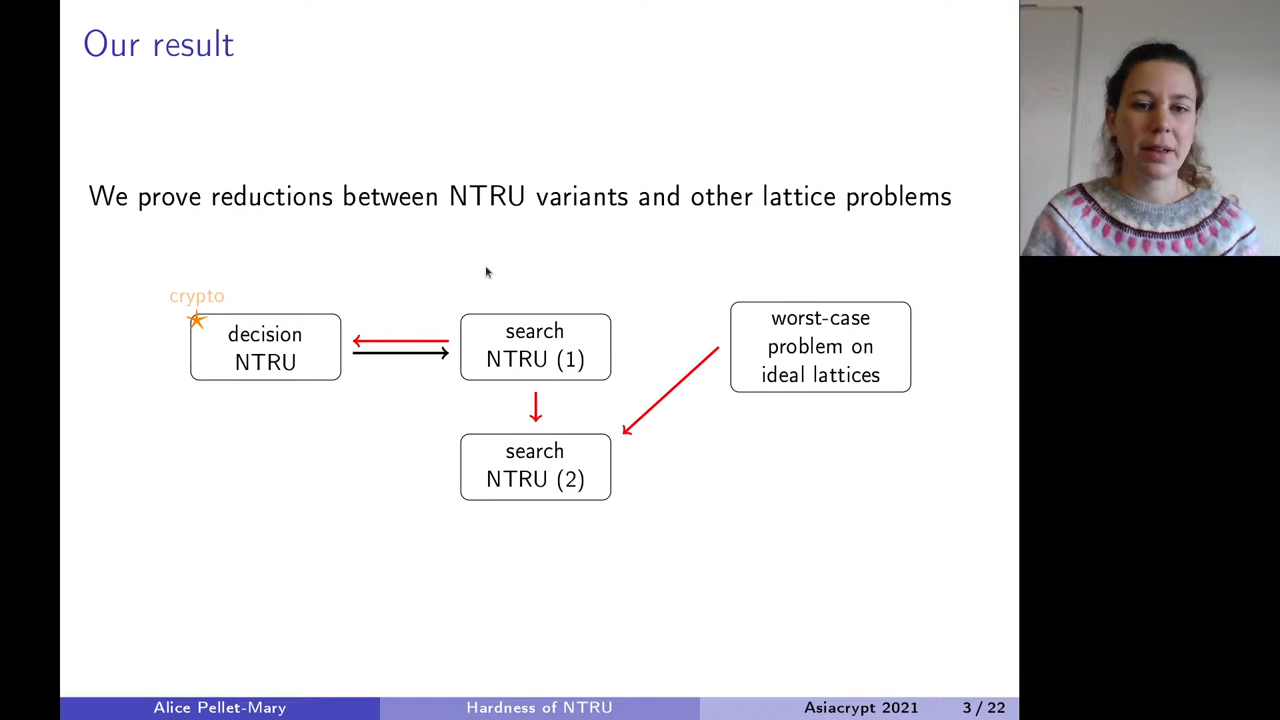 Our result
We prove reductions between NTRU variants and other lattice problems
crypto
decision
NTRU
search
NTRU (1)
worst-case
problem on
ideal lattices
search
NTRU (2)
Alice Pellet-Mary
Hardness of NTRU
Asiacrypt 2021
3 / 22